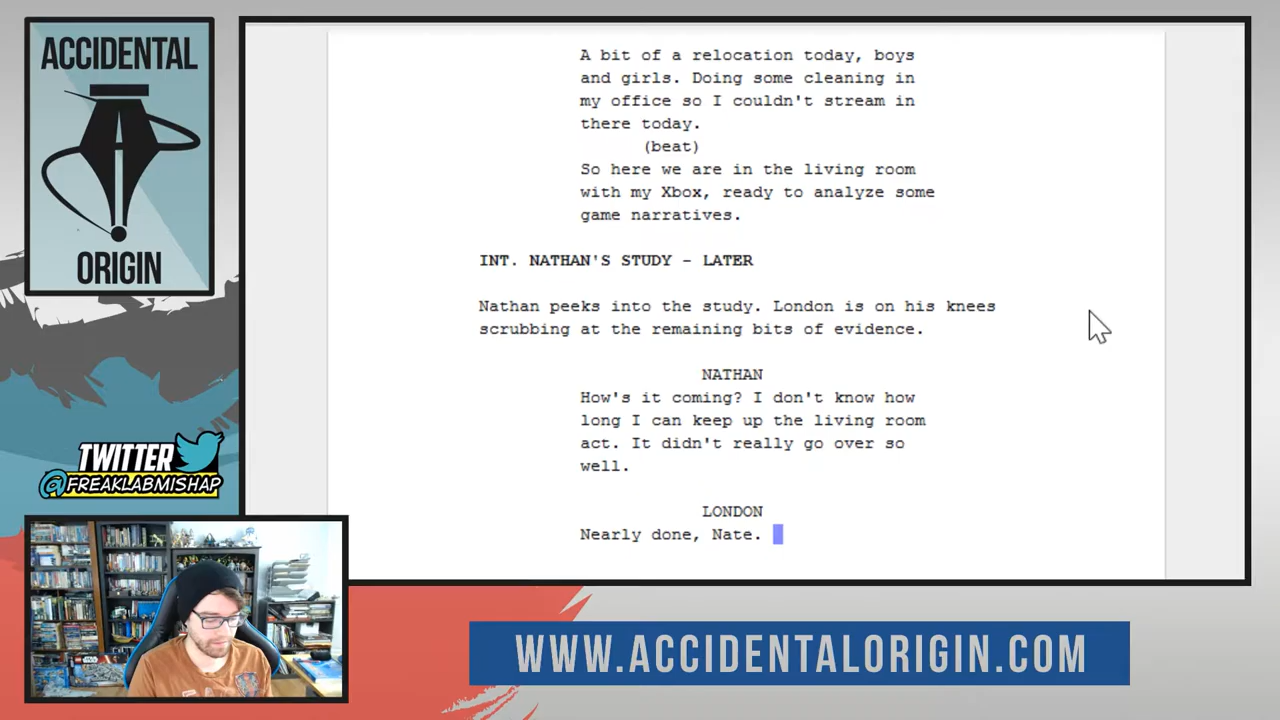 ACCIDENTAL
ORIGIN
A bit of a relocation today, boys
and girls. Doing some cleaning in
my office so I couldn't stream in
there today.
(beat)
So here we are in the living room
with my Xbox, ready to analyze some
game narratives.
INT. NATHAN'S STUDY - LATER
Nathan peeks into the study. London is on his knees
scrubbing at the remaining bits of evidence.
NATHAN
How's it coming? I don't know how
long I can keep up the living room
act. It didn't really go over so
well.
LONDON
Nearly done, Nate.
TWITTER
@FREAKLABMISHAP
WWW.ACCIDENTALORIGIN.COM